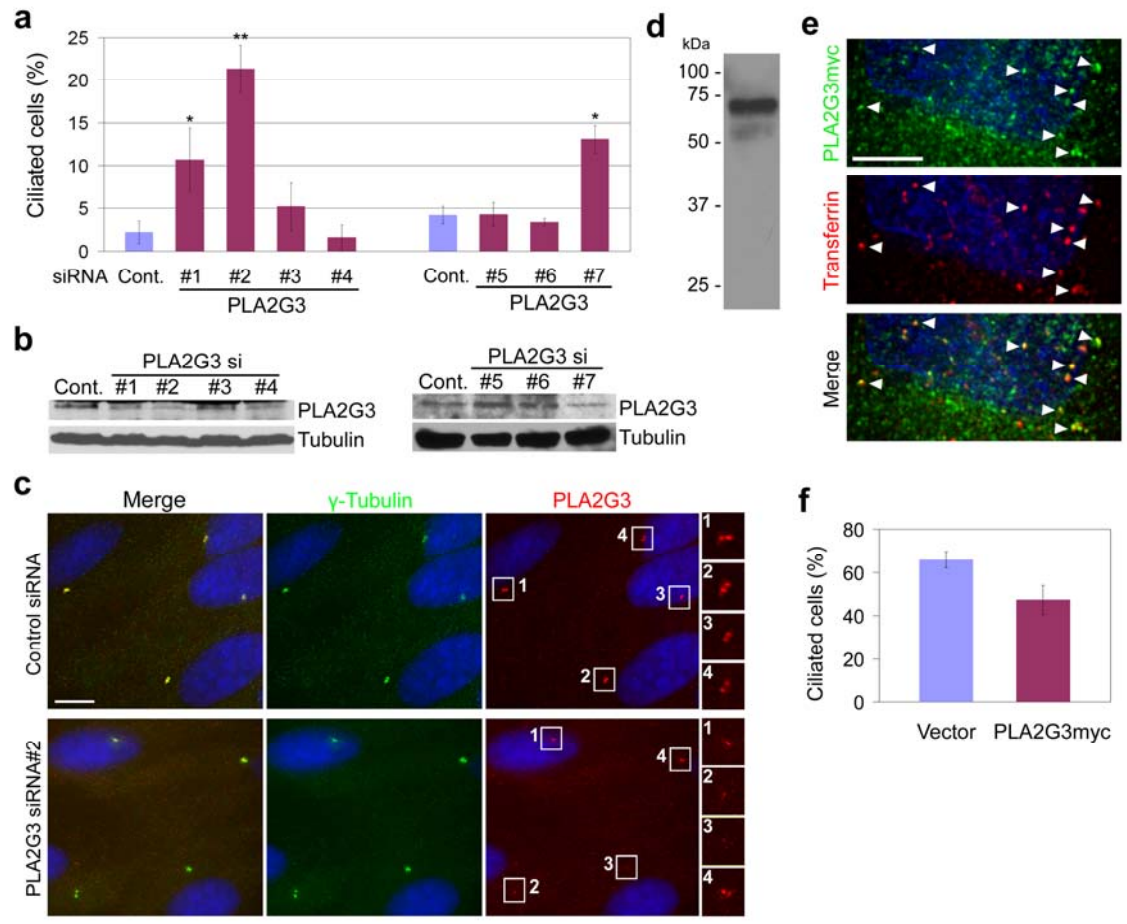 a
Ciliated cells (%)
25
20
15
10
5
0
*
**
*
siRNA Cont. #1 #2 #3 #4 Cont. #5 #6 #7
PLA2G3 PLA2G3
b
PLA2G3 si
Cont. #1 #2 #3 #4
PLA2G3
Tubulin
PLA2G3 si
Cont. #5 #6 #7
PLA2G3
Tubulin
c
Merge γ-Tubulin PLA2G3
Control siRNA
4
1
3
2
1
2
3
4
PLA2G3 siRNA#2
1
4
3
2
1
2
3
4
d
kDa
100 -
75 -
50 -
37 -
25 -
e
PLA2G3myc
Transferrin
Merge
f
Ciliated cells (%)
80
60
40
20
0
Vector PLA2G3myc